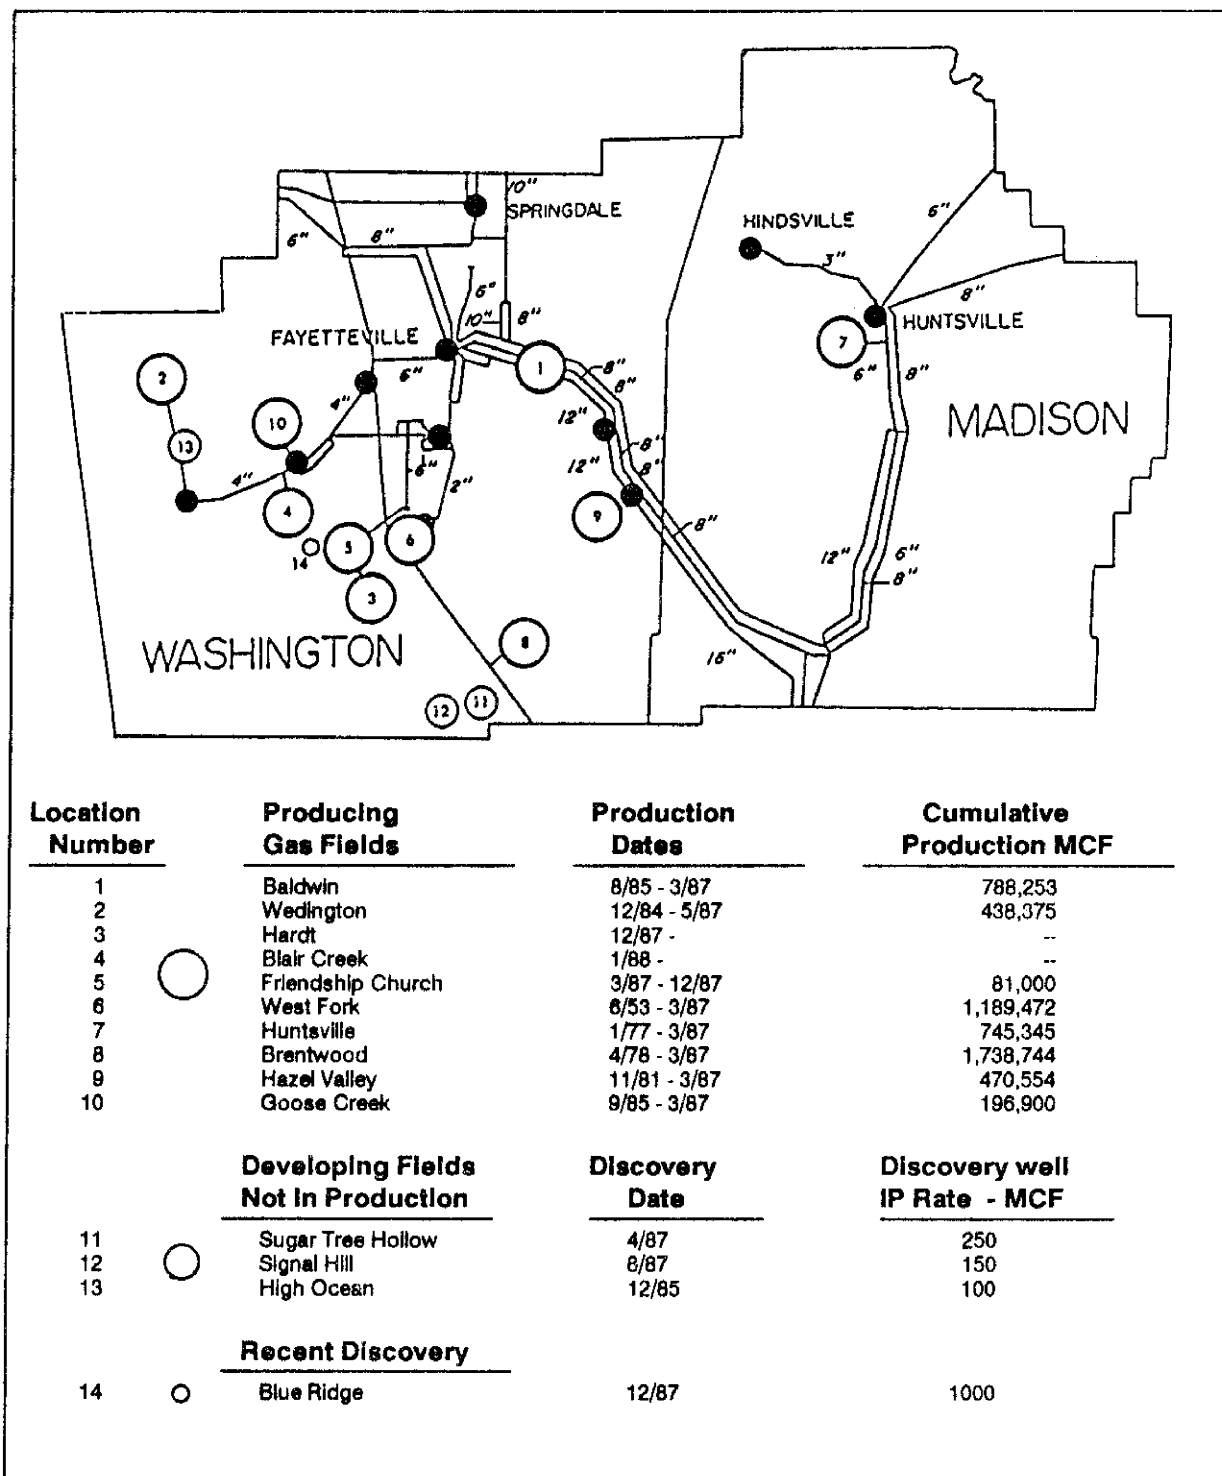 10"
SPRINGDALE
6"
8"
HINDSVILLE
6"
3"
8"
6"
10"
8"
FAYETTEVILLE
HUNTSVILLE
7
1
6"
8"
2
6"
4"
8"
8"
MADISON
12"
10
13
8"
12"
8"
4"
6"
2"
9
4
8"
6
5
14
12"
6"
8"
3
WASHINGTON
8
16"
11
12
Location Number
Producing Gas Fields
Production Dates
Cumulative Production MCF
1 Baldwin 8/85 - 3/87 788,253
2 Wedington 12/84 - 5/87 438,375
3 Hardt 12/87 - --
4 Blair Creek 1/88 - --
5 Friendship Church 3/87 - 12/87 81,000
6 West Fork 6/53 - 3/87 1,189,472
7 Huntsville 1/77 - 3/87 745,345
8 Brentwood 4/78 - 3/87 1,738,744
9 Hazel Valley 11/81 - 3/87 470,554
10 Goose Creek 9/85 - 3/87 196,900
Developing Fields Not In Production
Discovery Date
Discovery well IP Rate - MCF
11 Sugar Tree Hollow 4/87 250
12 Signal Hill 8/87 150
13 High Ocean 12/85 100
Recent Discovery
14 Blue Ridge 12/87 1000